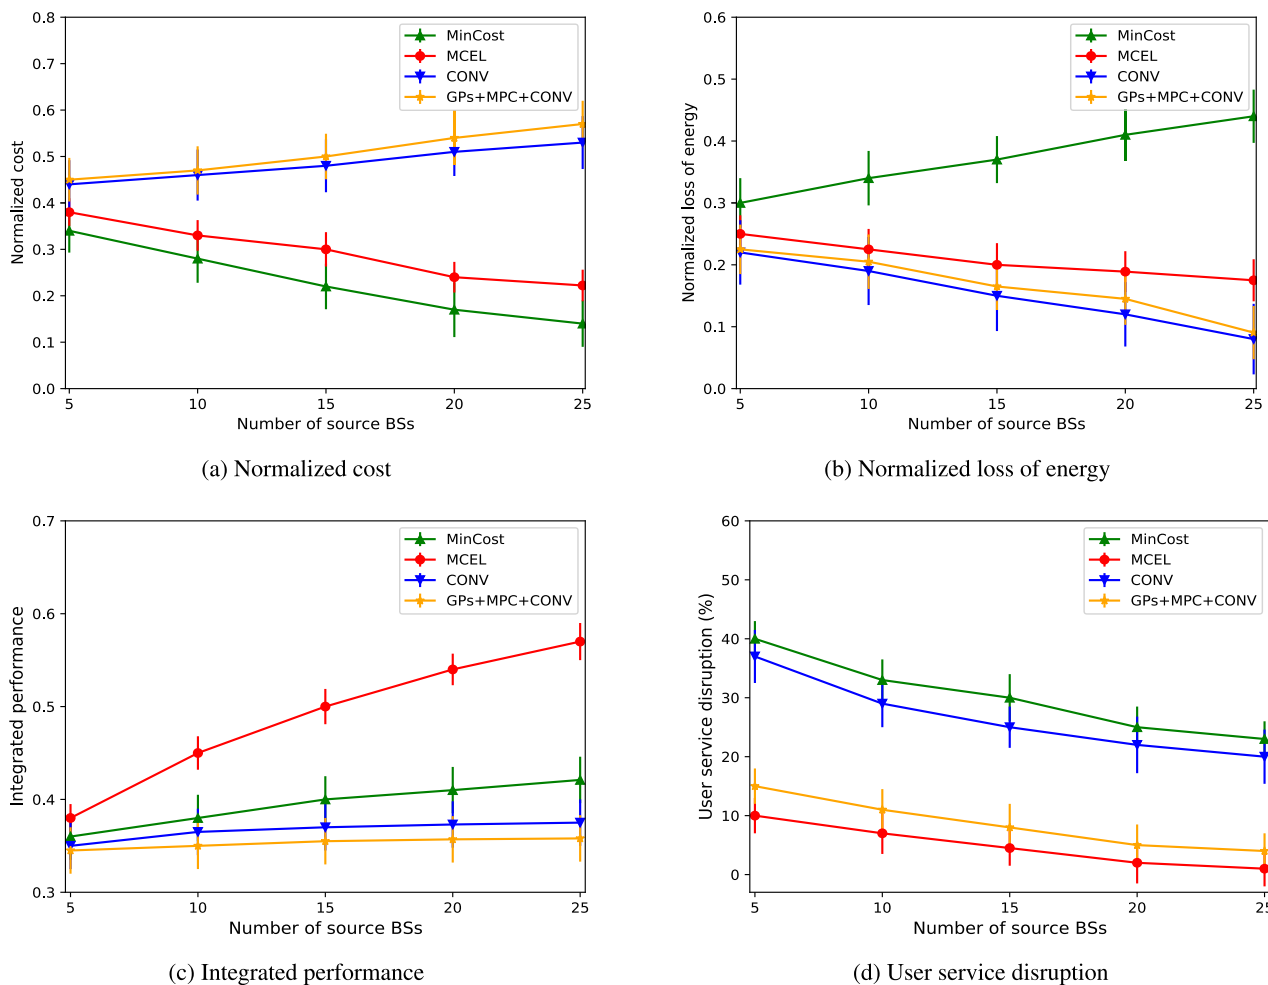 0.8
0.7
0.6
0.5
0.4
0.3
0.2
0.1
0.0
Normalized cost
MinCost
MCEL
CONV
GPs+MPC+CONV
5 10 15 20 25
Number of source BSs
(a) Normalized cost
0.6
0.5
0.4
0.3
0.2
0.1
0.0
Normalized loss of energy
MinCost
MCEL
CONV
GPs+MPC+CONV
5 10 15 20 25
Number of source BSs
(b) Normalized loss of energy
0.7
0.6
0.5
0.4
0.3
Integrated performance
MinCost
MCEL
CONV
GPs+MPC+CONV
5 10 15 20 25
Number of source BSs
(c) Integrated performance
60
50
40
30
20
10
0
User service disruption (%)
MinCost
MCEL
CONV
GPs+MPC+CONV
5 10 15 20 25
Number of source BSs
(d) User service disruption